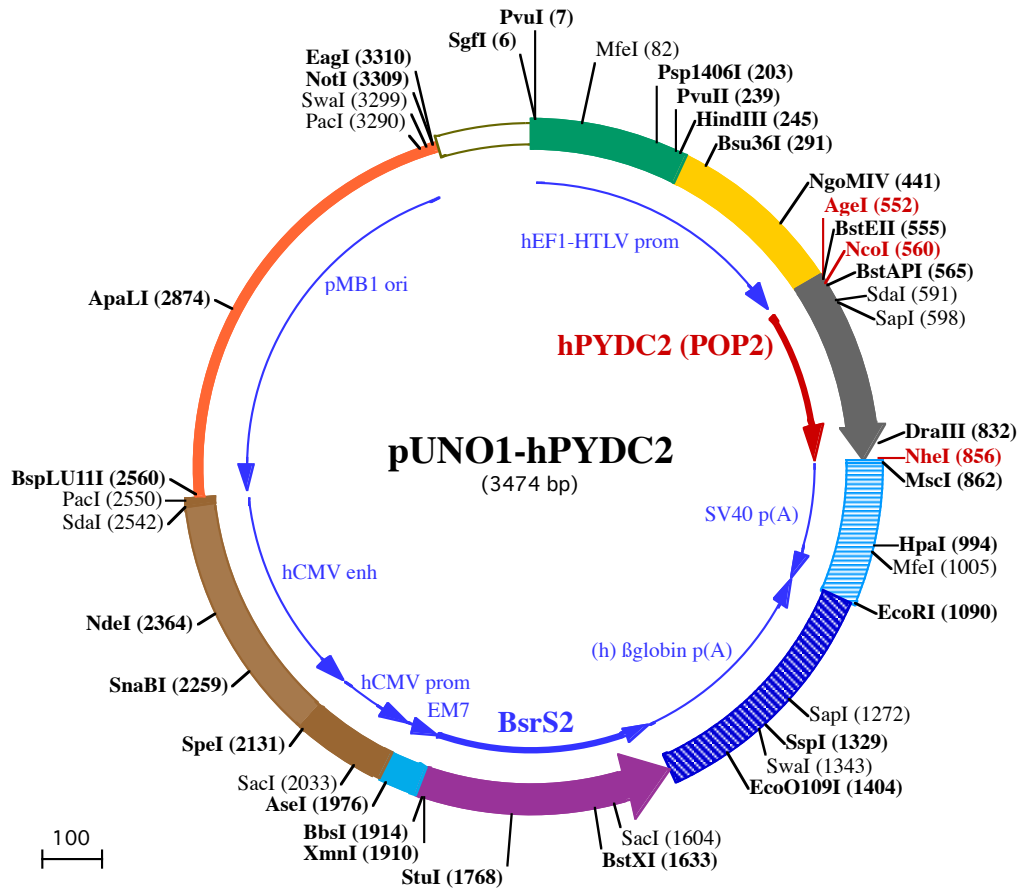 PvuI (7)
SgfI (6)
MfeI (82)
Psp1406I (203)
PvuII (239)
HindIII (245)
Bsu36I (291)
NgoMIV (441)
AgeI (552)
BstEII (555)
NcoI (560)
BstAPI (565)
SdaI (591)
SapI (598)
DraIII (832)
NheI (856)
MscI (862)
HpaI (994)
MfeI (1005)
EcoRI (1090)
SapI (1272)
SspI (1329)
SwaI (1343)
EcoO109I (1404)
SacI (1604)
BstXI (1633)
StuI (1768)
XmnI (1910)
BbsI (1914)
AseI (1976)
SacI (2033)
SpeI (2131)
SnaBI (2259)
NdeI (2364)
SdaI (2542)
PacI (2550)
BspLU11I (2560)
ApaLI (2874)
PacI (3290)
SwaI (3299)
NotI (3309)
EagI (3310)
hEF1-HTLV prom
pMB1 ori
hPYDC2 (POP2)
pUNO1-hPYDC2
(3474 bp)
SV40 p(A)
hCMV enh
(h) ßglobin p(A)
hCMV prom
EM7
BsrS2
100